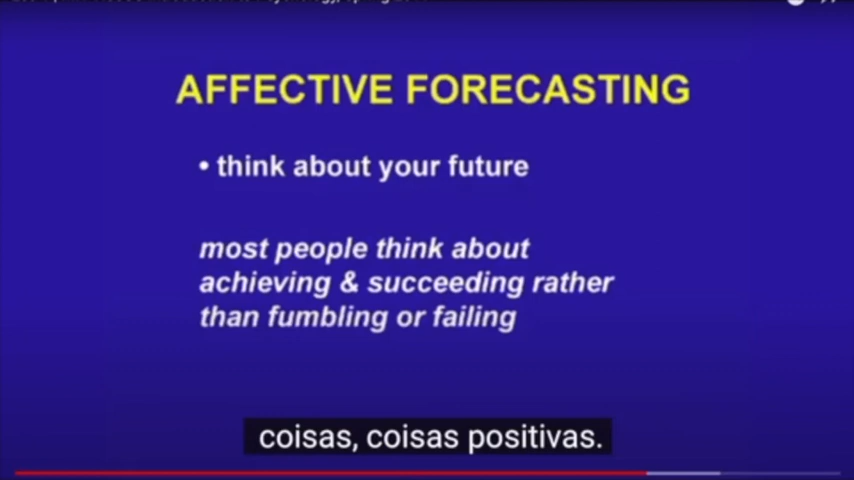 AFFECTIVE FORECASTING
• think about your future
most people think about
achieving & succeeding rather
than fumbling or failing
coisas, coisas positivas.